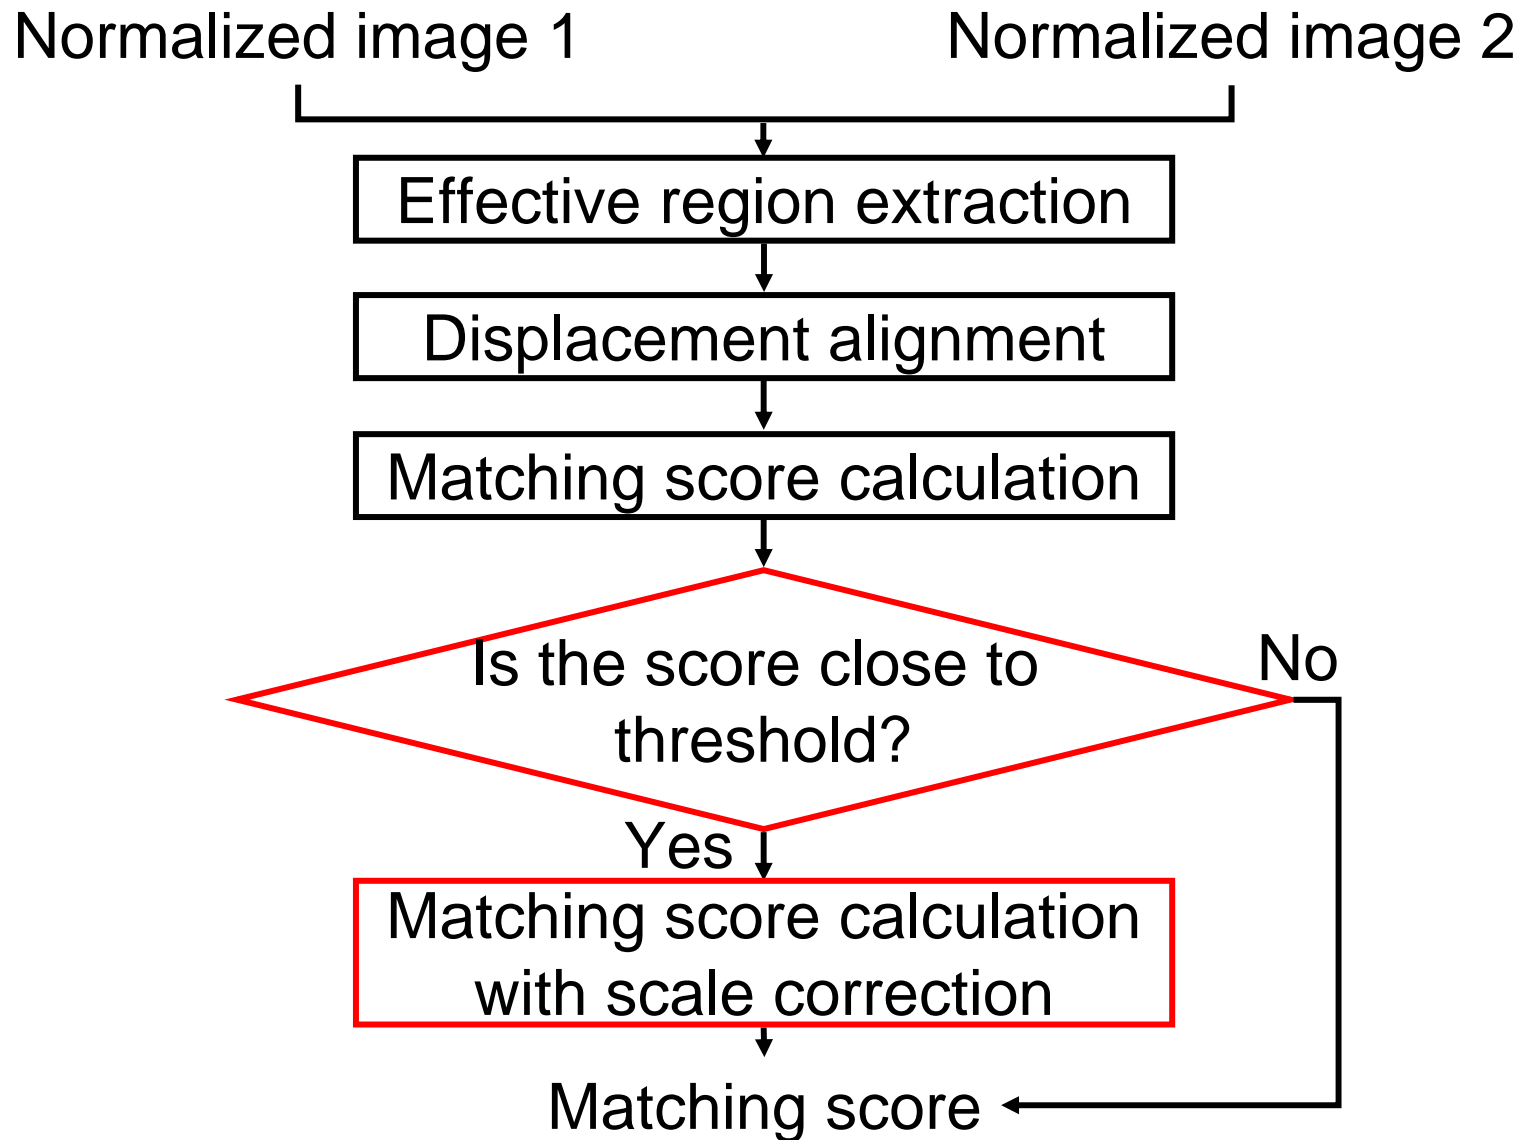 Normalized image 1
Normalized image 2
Effective region extraction
Displacement alignment
Matching score calculation
Is the score close to
threshold?
No
Yes
Matching score calculation
with scale correction
Matching score